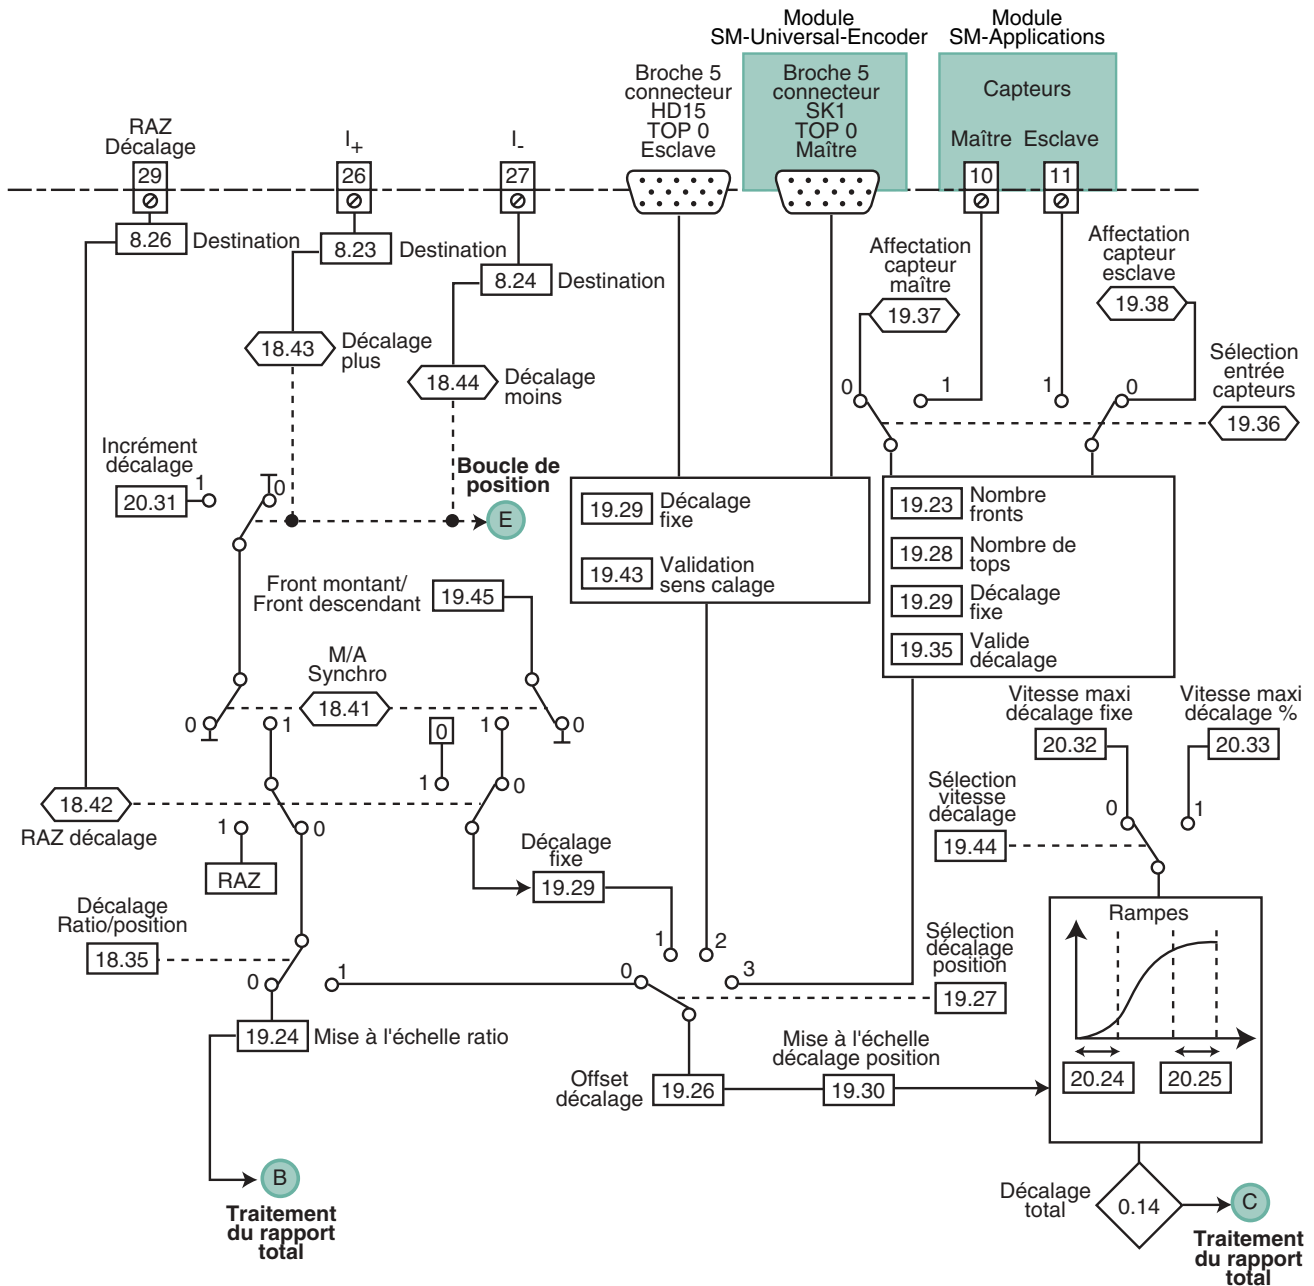 Module
SM-Universal-Encoder
Module
SM-Applications
RAZ
Décalage
I+
I-
Broche 5
connecteur
HD15
TOP 0
Esclave
Broche 5
connecteur
SK1
TOP 0
Maître
Capteurs
Maître
Esclave
29
26
27
10
11
8.26
Destination
8.23
Destination
8.24
Destination
Affectation
capteur
maître
19.37
Affectation
capteur
esclave
19.38
18.43
Décalage
plus
18.44
Décalage
moins
0
1
1
0
Sélection
entrée
capteurs
19.36
Incrément
décalage
20.31
1
0
Boucle de
position
E
19.29
Décalage
fixe
19.43
Validation
sens calage
19.23
Nombre
fronts
19.28
Nombre de
tops
19.29
Décalage
fixe
19.35
Valide
décalage
Front montant/
Front descendant
19.45
M/A
Synchro
18.41
0
1
0
1
0
1
0
18.42
RAZ décalage
1
0
RAZ
Vitesse maxi
décalage fixe
20.32
Vitesse maxi
décalage %
20.33
Sélection
vitesse
décalage
19.44
0
1
Décalage
fixe
19.29
Décalage
Ratio/position
18.35
0
1
0
1
2
3
Sélection
décalage
position
19.27
Rampes
20.24
20.25
19.24
Mise à l'échelle ratio
Offset
décalage
19.26
Mise à l'échelle
décalage position
19.30
B
Traitement
du rapport
total
Décalage
total
0.14
C
Traitement
du rapport
total